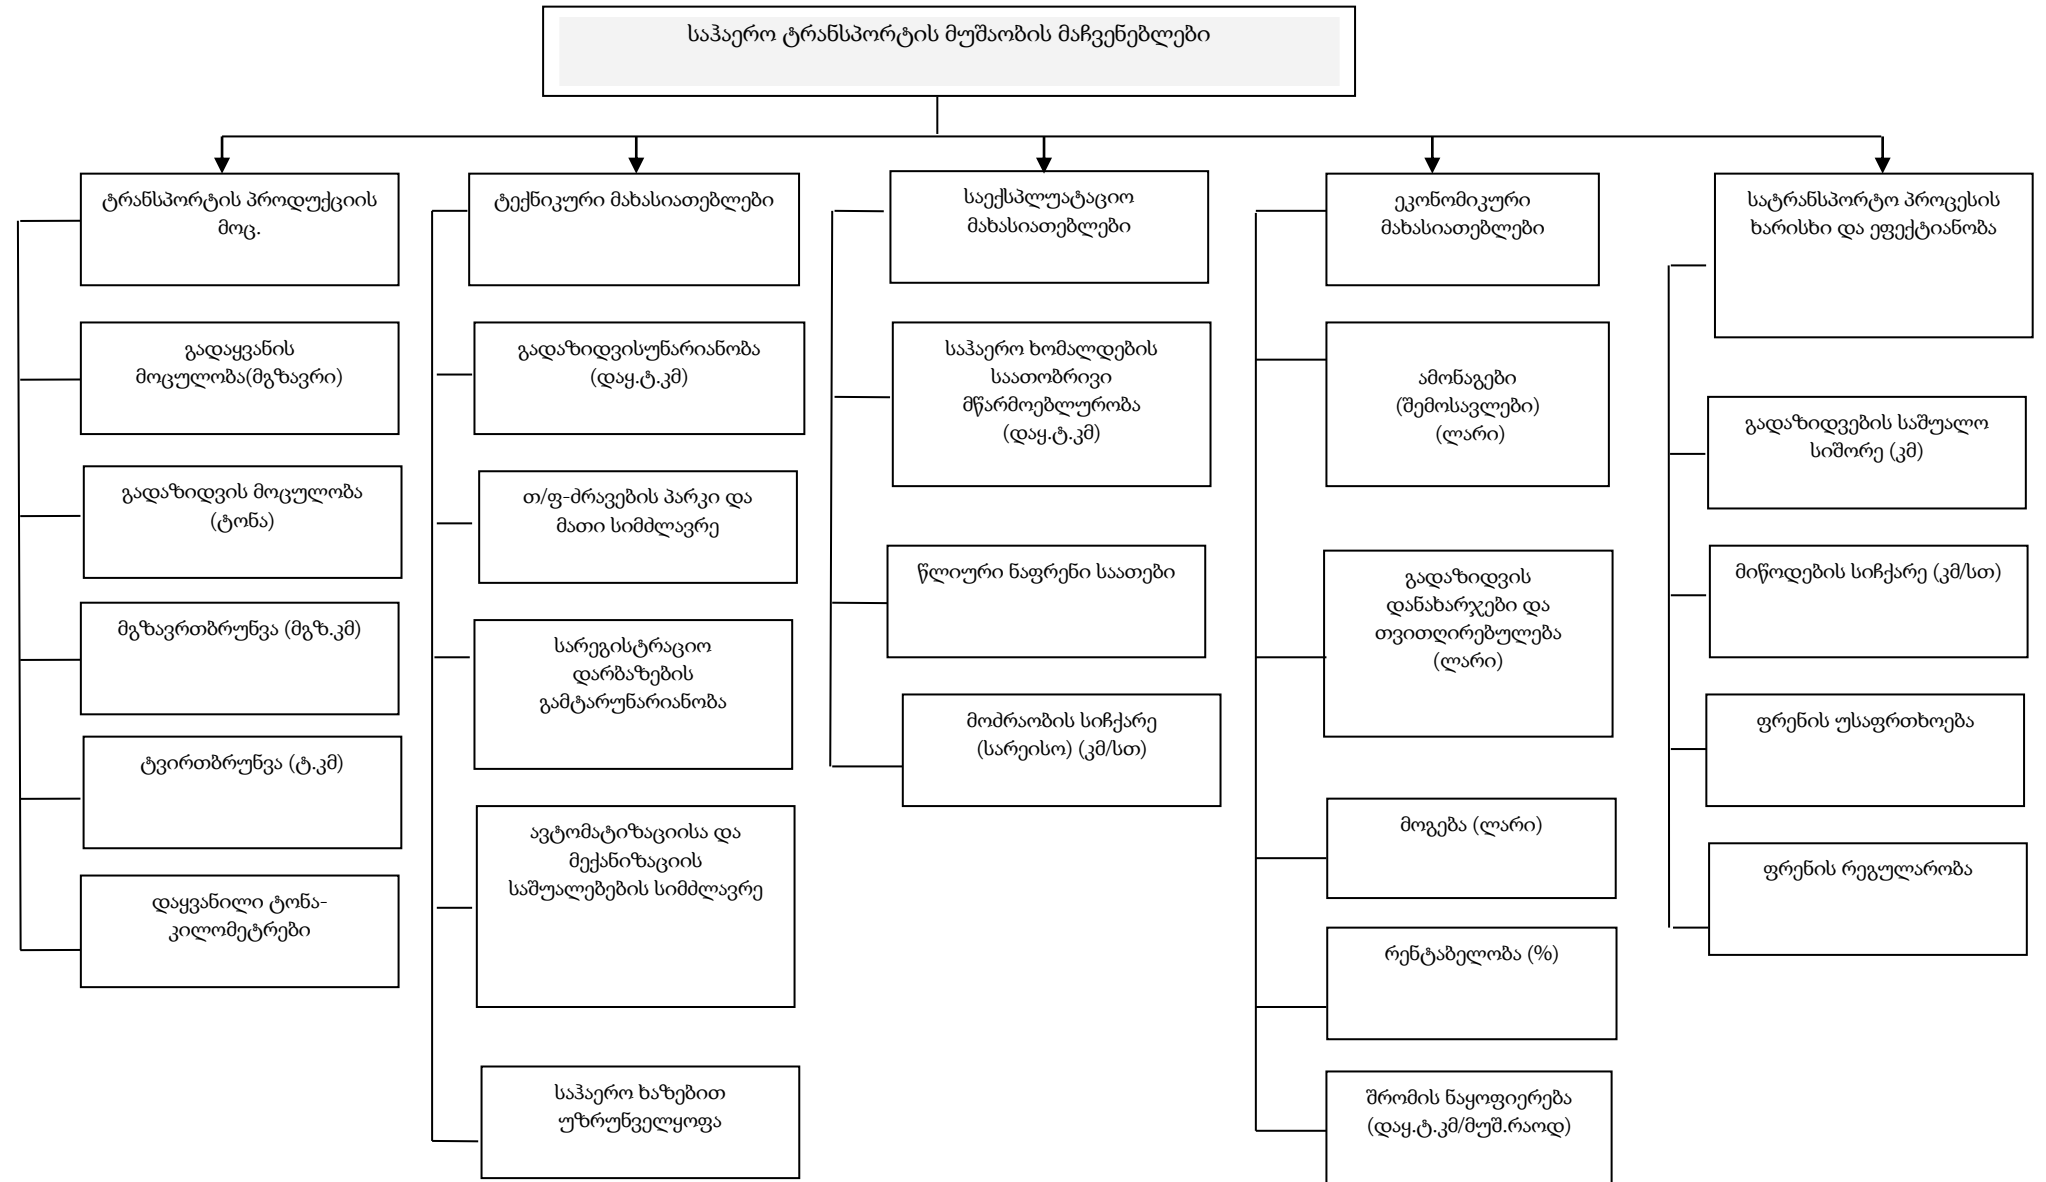 საჰაერო ტრანსპორტის მუშაობის მაჩვენებლები
ტრანსპორტის პროდუქციის
მოც.
გადაყვანის
მოცულობა(მგზავრი)
გადაზიდვის მოცულობა
(ტონა)
მგზავრთბრუნვა (მგზ.კმ)
ტვირთბრუნვა (ტ.კმ)
დაყვანილი ტონა-
კილომეტრები
ტექნიკური მახასიათებლები
გადაზიდვისუნარიანობა
(დაყ.ტ.კმ)
თ/ფ-ძრავების პარკი და
მათი სიმძლავრე
სარეგისტრაციო
დარბაზების
გამტარუნარიანობა
ავტომატიზაციისა და
მექანიზაციის
საშუალებების სიმძლავრე
საჰაერო ხაზებით
უზრუნველყოფა
საექსპლუატაციო
მახასიათებლები
საჰაერო ხომალდების
საათობრივი
მწარმოებლურობა
(დაყ.ტ.კმ)
წლიური ნაფრენი საათები
მოძრაობის სიჩქარე
(სარეისო) (კმ/სთ)
ეკონომიკური
მახასიათებლები
ამონაგები
(შემოსავლები)
(ლარი)
გადაზიდვის
დანახარჯები და
თვითღირებულება
(ლარი)
მოგება (ლარი)
რენტაბელობა (%)
შრომის ნაყოფიერება
(დაყ.ტ.კმ/მუშ.რაოდ)
სატრანსპორტო პროცესის
ხარისხი და ეფექტიანობა
გადაზიდვების საშუალო
სიშორე (კმ)
მიწოდების სიჩქარე (კმ/სთ)
ფრენის უსაფრთხოება
ფრენის რეგულარობა